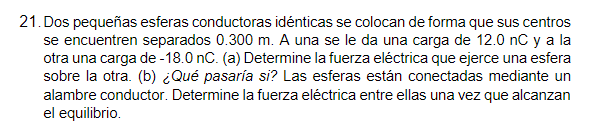 21. Dos pequeñas esferas conductoras idénticas se colocan de forma que sus centros
se encuentren separados 0.300 m. A una se le da una carga de 12.0 nC y a la
otra una carga de -18.0 nC. (a) Determine la fuerza eléctrica que ejerce una esfera
sobre la otra. (b) ¿Qué pasaría si? Las esferas están conectadas mediante un
alambre conductor. Determine la fuerza eléctrica entre ellas una vez que alcanzan
el equilibrio.